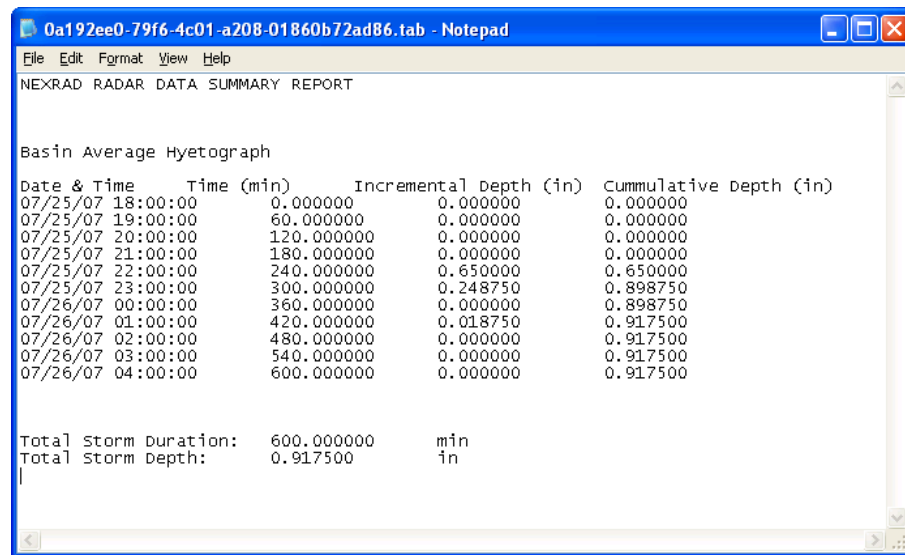 0a192ee0-79f6-4c01-a208-01860b72ad86.tab - Notepad
File Edit Format View Help
NEXRAD RADAR DATA SUMMARY REPORT
Basin Average Hyetograph
Date & Time Time (min) Incremental Depth (in) Cummulative Depth (in)
07/25/07 18:00:00 0.000000 0.000000 0.000000
07/25/07 19:00:00 60.000000 0.000000 0.000000
07/25/07 20:00:00 120.000000 0.000000 0.000000
07/25/07 21:00:00 180.000000 0.000000 0.000000
07/25/07 22:00:00 240.000000 0.650000 0.650000
07/25/07 23:00:00 300.000000 0.248750 0.898750
07/26/07 00:00:00 360.000000 0.000000 0.898750
07/26/07 01:00:00 420.000000 0.018750 0.917500
07/26/07 02:00:00 480.000000 0.000000 0.917500
07/26/07 03:00:00 540.000000 0.000000 0.917500
07/26/07 04:00:00 600.000000 0.000000 0.917500
Total Storm Duration: 600.000000 min
Total Storm Depth: 0.917500 in